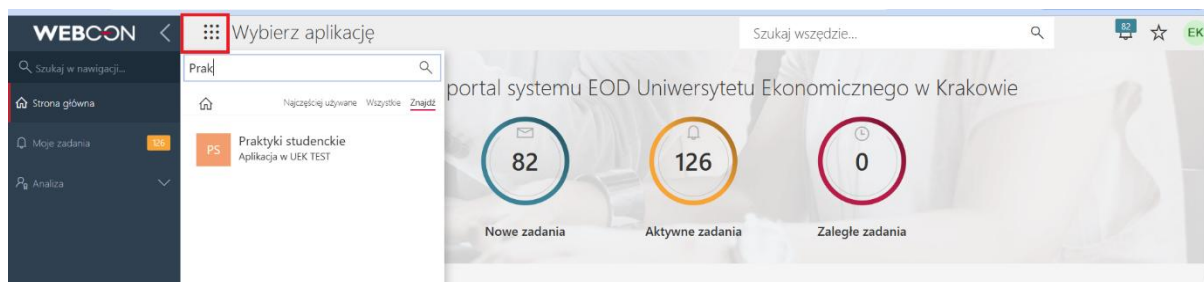 WEBCON
Wybierz aplikację
Szukaj wszędzie...
82
EK
Szukaj w nawigacji...
Strona główna
Moje zadania
126
Analiza
Prak
Najczęściej używane Wszystkie Znajdź
PS
Praktyki studenckie
Aplikacja w UEK TEST
portal systemu EOD Uniwersytetu Ekonomicznego w Krakowie
82
126
0
Nowe zadania
Aktywne zadania
Zaległe zadania